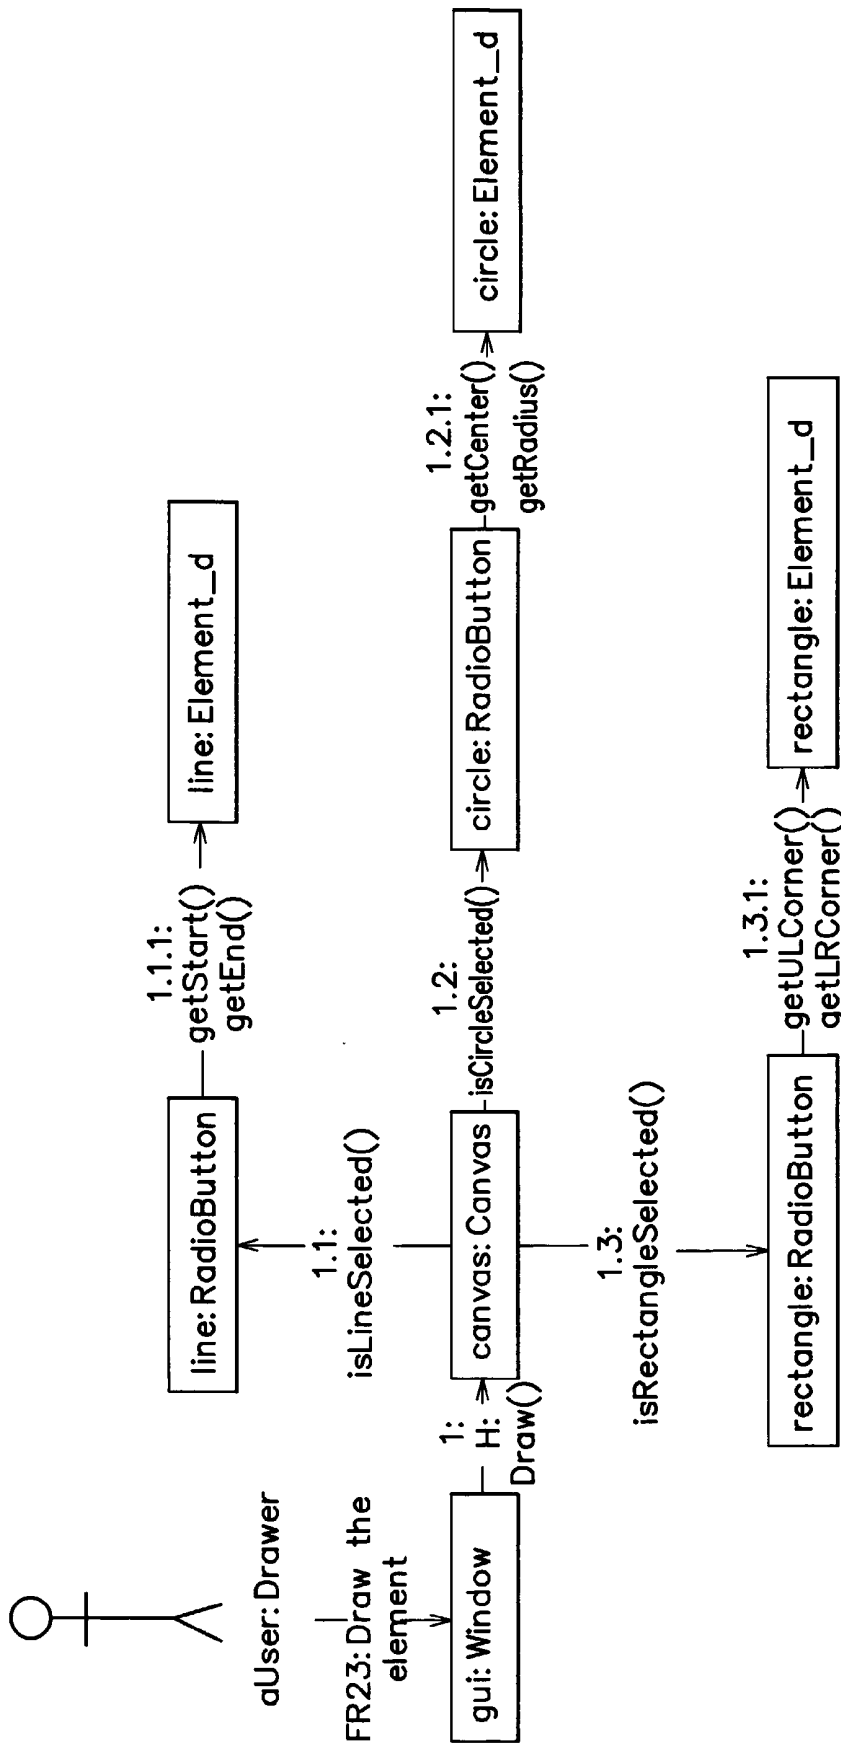 aUser: Drawer
FR23: Draw the
element
gui: Window
1:
H:
Draw()
canvas: Canvas
1.1:
isLineSelected()
line: RadioButton
1.1.1:
getStart()
getEnd()
line: Element_d
1.2:
isCircleSelected()
circle: RadioButton
1.2.1:
getCenter()
getRadius()
circle: Element_d
1.3:
isRectangleSelected()
rectangle: RadioButton
1.3.1:
getULCorner()
getLRCorner()
rectangle: Element_d